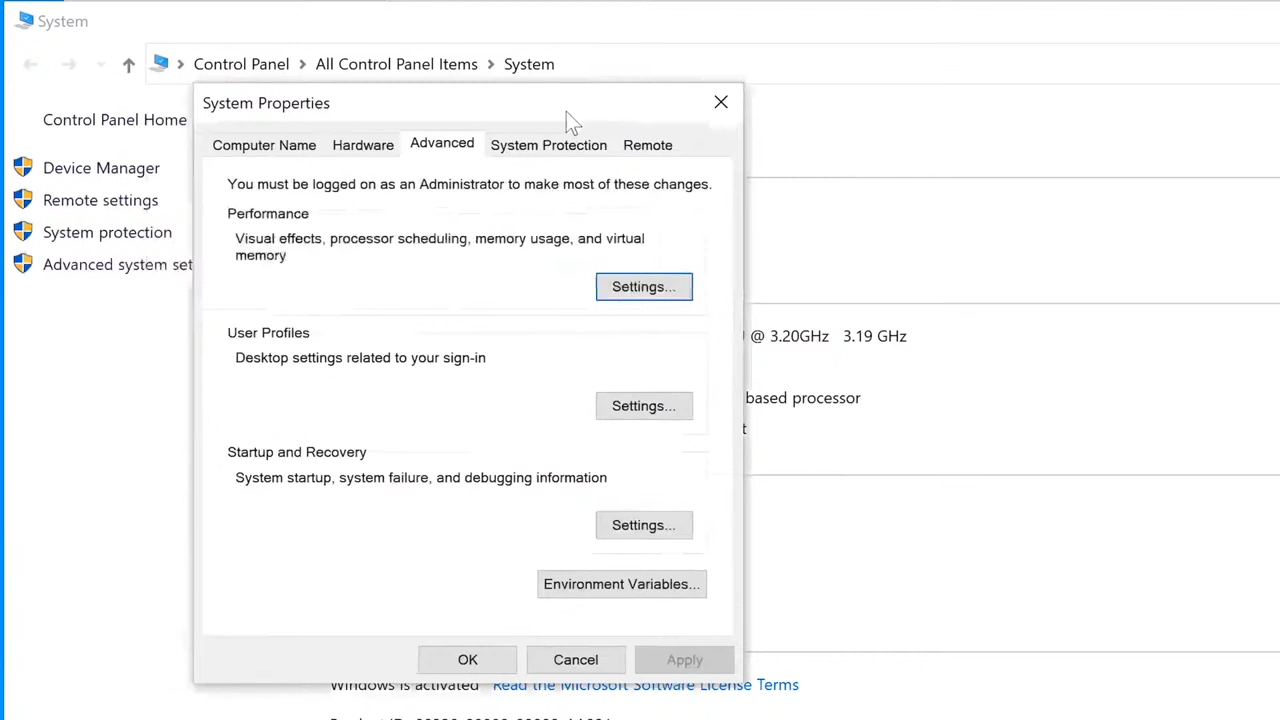 System
Control Panel > All Control Panel Items > System
System Properties
Control Panel Home
Computer Name Hardware Advanced System Protection Remote
Device Manager
You must be logged on as an Administrator to make most of these changes.
Remote settings
Performance
System protection
Visual effects, processor scheduling, memory usage, and virtual
memory
Advanced system set
Settings...
User Profiles
@ 3.20GHz 3.19 GHz
Desktop settings related to your sign-in
Settings...
based processor
Startup and Recovery
System startup, system failure, and debugging information
Settings...
Environment Variables...
OK Cancel Apply
Windows is activated Read the Microsoft Software License Terms